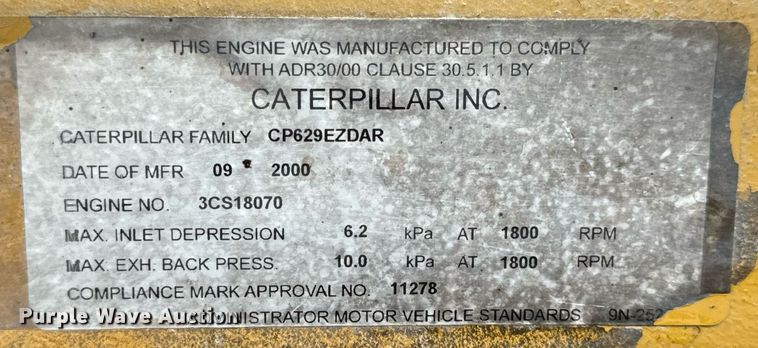 THIS ENGINE WAS MANUFACTURED TO COMPLY
WITH ADR30/00 CLAUSE 30.5.1.1 BY
CATERPILLAR INC.
CATERPILLAR FAMILY CP629EZDAR
DATE OF MFR 09 2000
ENGINE NO. 3CS18070
MAX. INLET DEPRESSION 6.2 kPa AT 1800 RPM
MAX. EXH. BACK PRESS. 10.0 kPa AT 1800 RPM
COMPLIANCE MARK APPROVAL NO. 11278
MOTOR VEHICLE STANDARDS
Purple Wave Auction